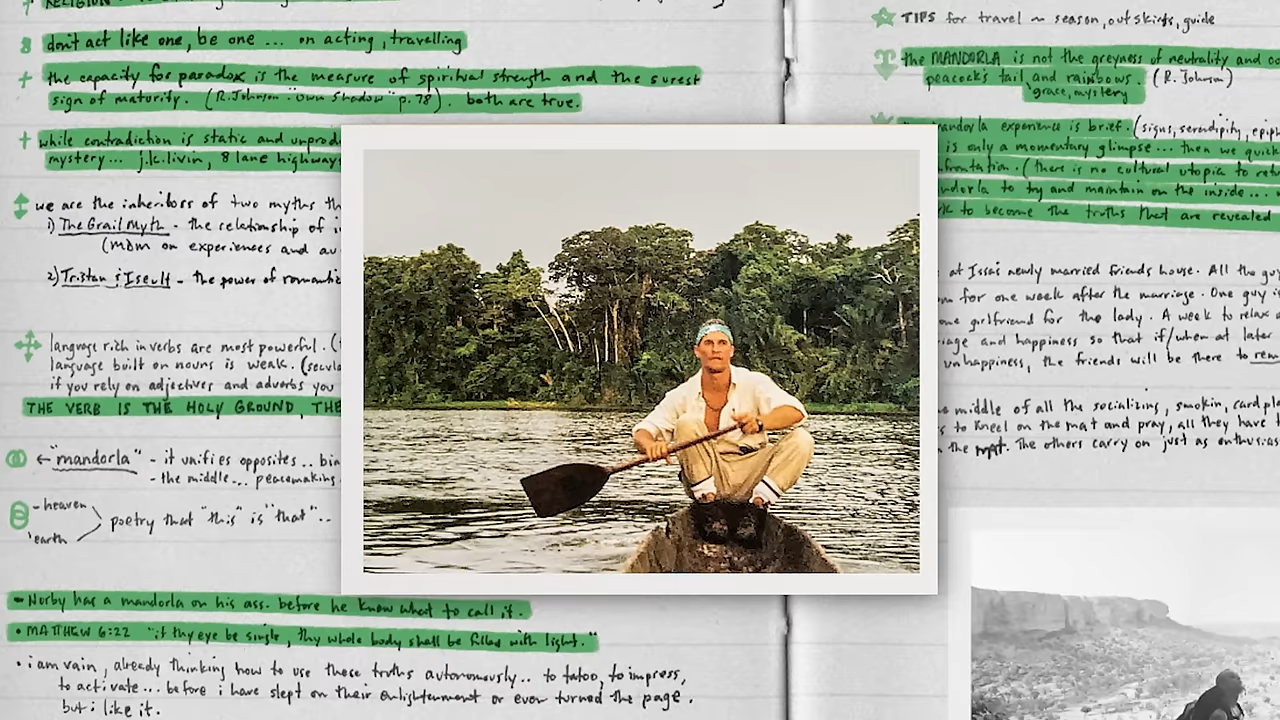 RELIGION
don't act like one, be one ... on acting, travelling
the capacity for paradox is the measure of spiritual strength and the surest
sign of maturity. (R. Johnson - "Own Shadow" p. 78). both are true.
while contradiction is static and unprod
mystery... j.k. livin, 8 lane highway
we are the inheritors of two myths th
1) The Grail Myth - the relationship of i
(MDM on experiences and av
2) Tristan & Iseult - the power of romantic
language rich in verbs are most powerful. (
language built on nouns is weak. (secula
if you rely on adjectives and adverbs you
THE VERB IS THE HOLY GROUND, THE
← "mandorla" - it unifies opposites.. bin
- the middle... peacemaking
- heaven
poetry that "this" is "that"..
'earth
- Norby has a mandorla on his ass. before he knew what to call it.
• MATTHEW 6:22 "if thy eye be single, thy whole body shall be filled with light."
• i am vain, already thinking how to use these truths autonomously.. to tatoo, to impress,
to activate... before i have slept on their enlightenment or even turned the page.
but i like it.
TIPS for travel ~ season, outskirts, guide
the MANDORLA is not the greyness of neutrality and co
peacock's tail and rainbows. (R. Johnson)
'grace, mystery
mandorla experience is brief. (signs, serendipity, epiph
is only a momentary glimpse... then we quick
nfrontation. (there is no cultural utopia to retu
ndorla to try and maintain on the inside....
rk to become the truths that are revealed
at Issa's newly married friends house. All the guy
m for one week after the marriage. One guy i
one girlfriend for the lady. A week to relax a
iage and happiness so that if/when at later
unhappiness, the friends will be there to rem
middle of all the socializing, smokin, card pla
s to kneel on the mat and pray, all they have
n the mat. The others carry on just as enthusias